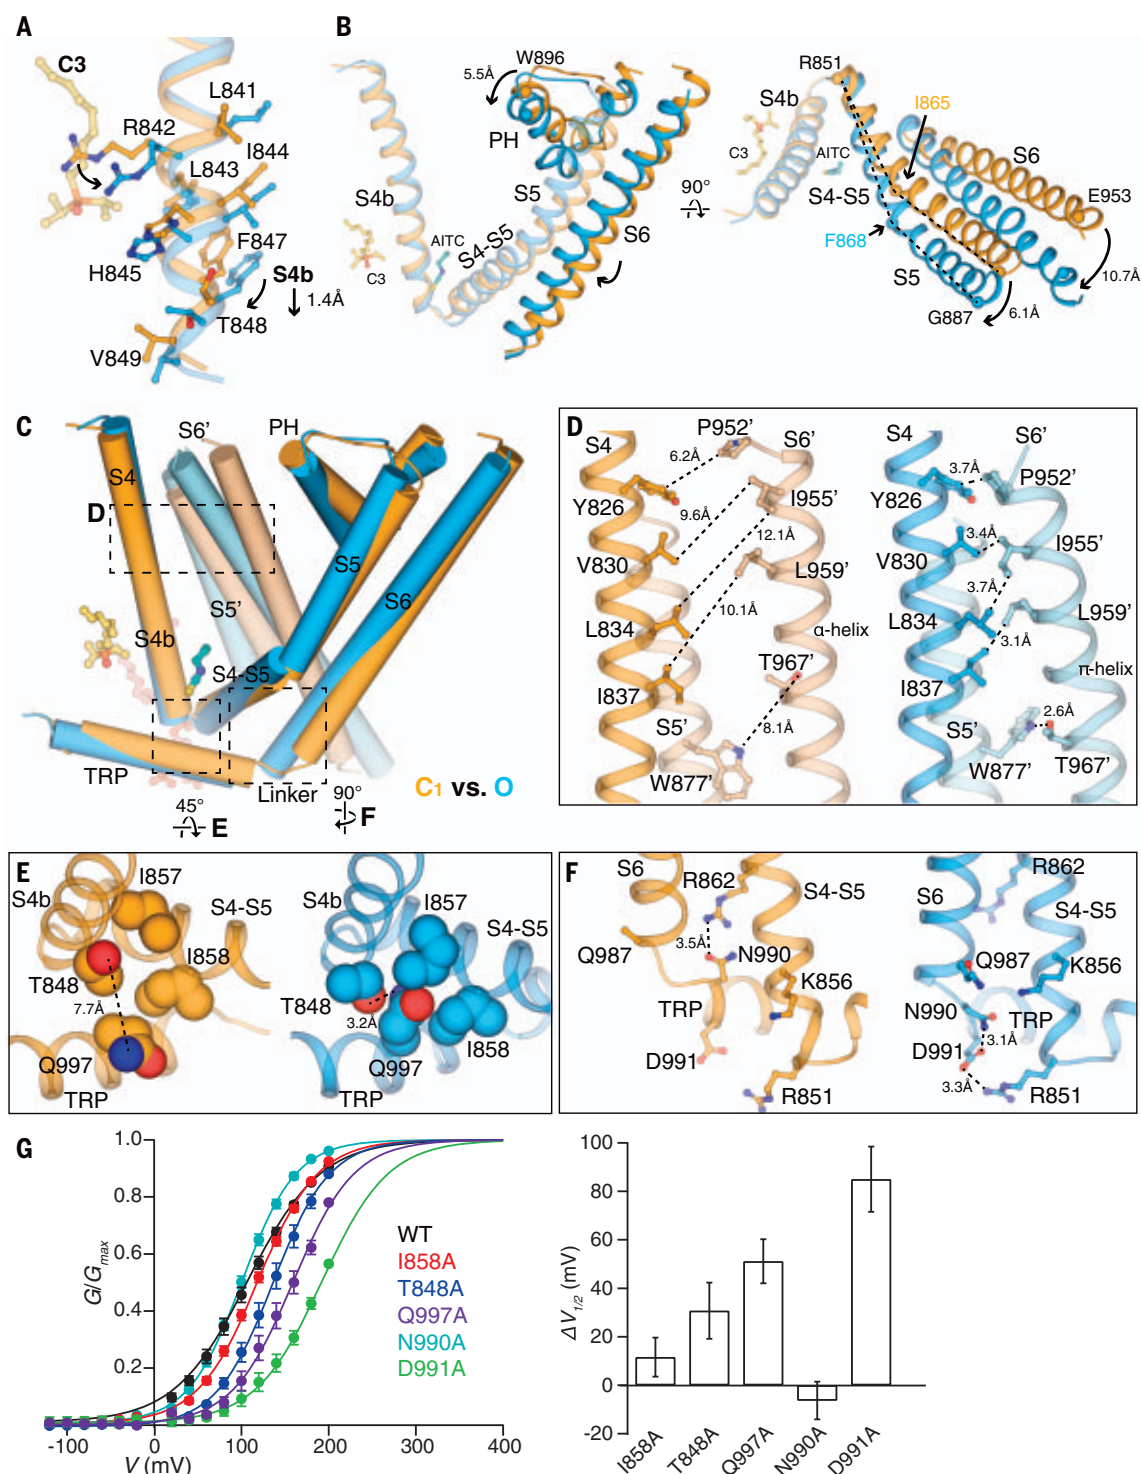 A
C3
L841
R842
I844
L843
F847
H845
S4b
1.4Å
T848
V849
B
5.5Å
W896
PH
S4b
S5
AITC
S4-S5
C3
S6
90°
R851
S4b
I865
C3
AITC
S6
S4-S5
E953
F868
S5
10.7Å
G887
6.1Å
C
S6'
PH
S4
D
S5
S5'
S6
S4b
S4-S5
TRP
Linker
C1 vs. O
45°
E
90°
F
D
S4
P952'
S6'
6.2Å
Y826
I955'
9.6Å
12.1Å
V830
L959'
10.1A
L834
α-helix
T967'
I837
S5'
8.1Å
W877'
S4
S6'
3.7Å
P952'
Y826
3.4Å
I955'
V830
3.7Å
L959'
L834
3.1Å
π-helix
I837
S5'
2.6Å
W877'
T967'
E
I857
S4b
S4-S5
I858
T848
7.7Å
Q997
TRP
S4b
I857
S4-S5
T848
3.2Å
I858
Q997
TRP
F
S6
R862
S4-S5
3.5Å
Q987
N990
K856
TRP
D991
R851
S6
R862
S4-S5
Q987
K856
N990
TRP
3.1Å
D991
3.3Å
R851
G
1.0
0.8
0.6
0.4
0.2
G/Gmax
-100
0
100
200
300
400
V (mV)
WT
I858A
T848A
Q997A
N990A
D991A
100
80
60
40
20
0
-20
ΔV1/2 (mV)
I858A
T848A
Q997A
N990A
D991A